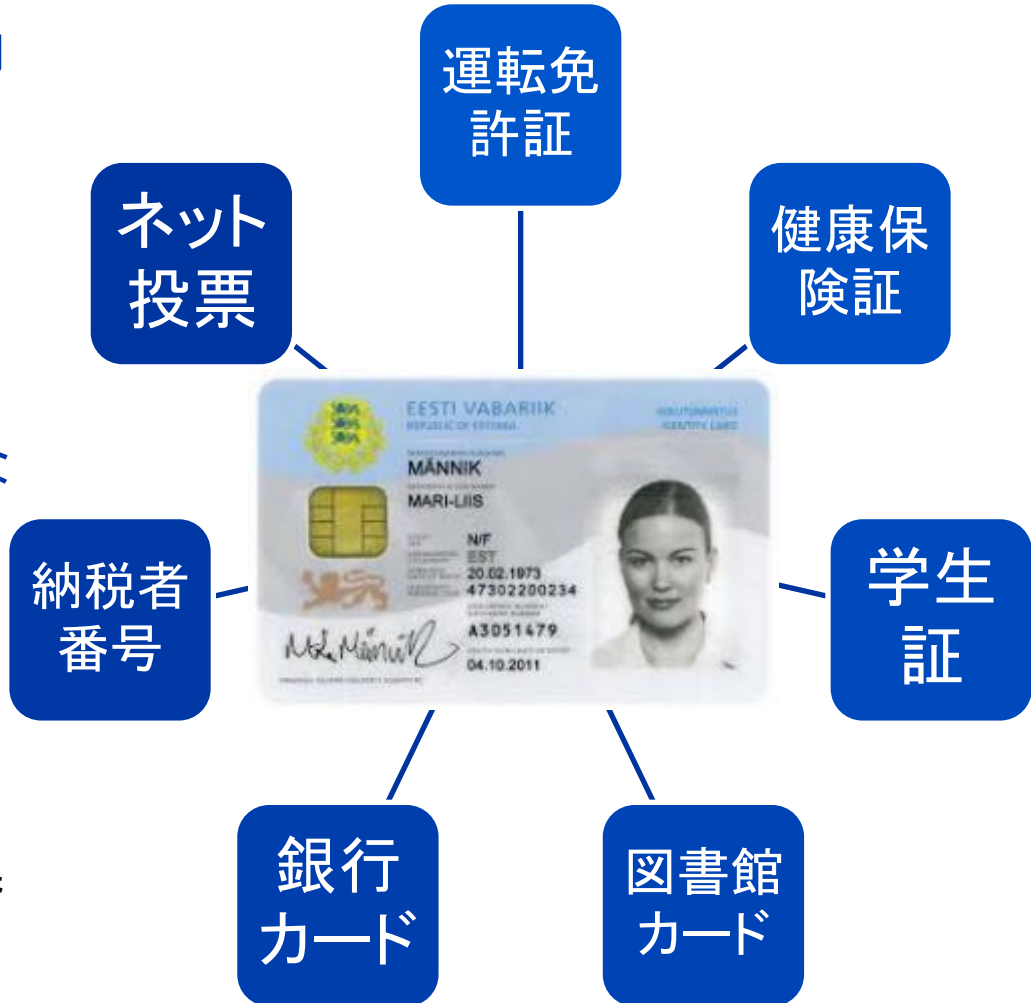 運転免
許証
ネット
投票
健康保
険証
EESTI VABARIIK
REPUBLIC OF ESTONIA
IDENTITY CARD
MÄNNIK
MARI-LIIS
N/F
EST
20.02.1973
47302200234
A3051479
04.10.2011
納税者
番号
学生
証
銀行
カード
図書館
カード